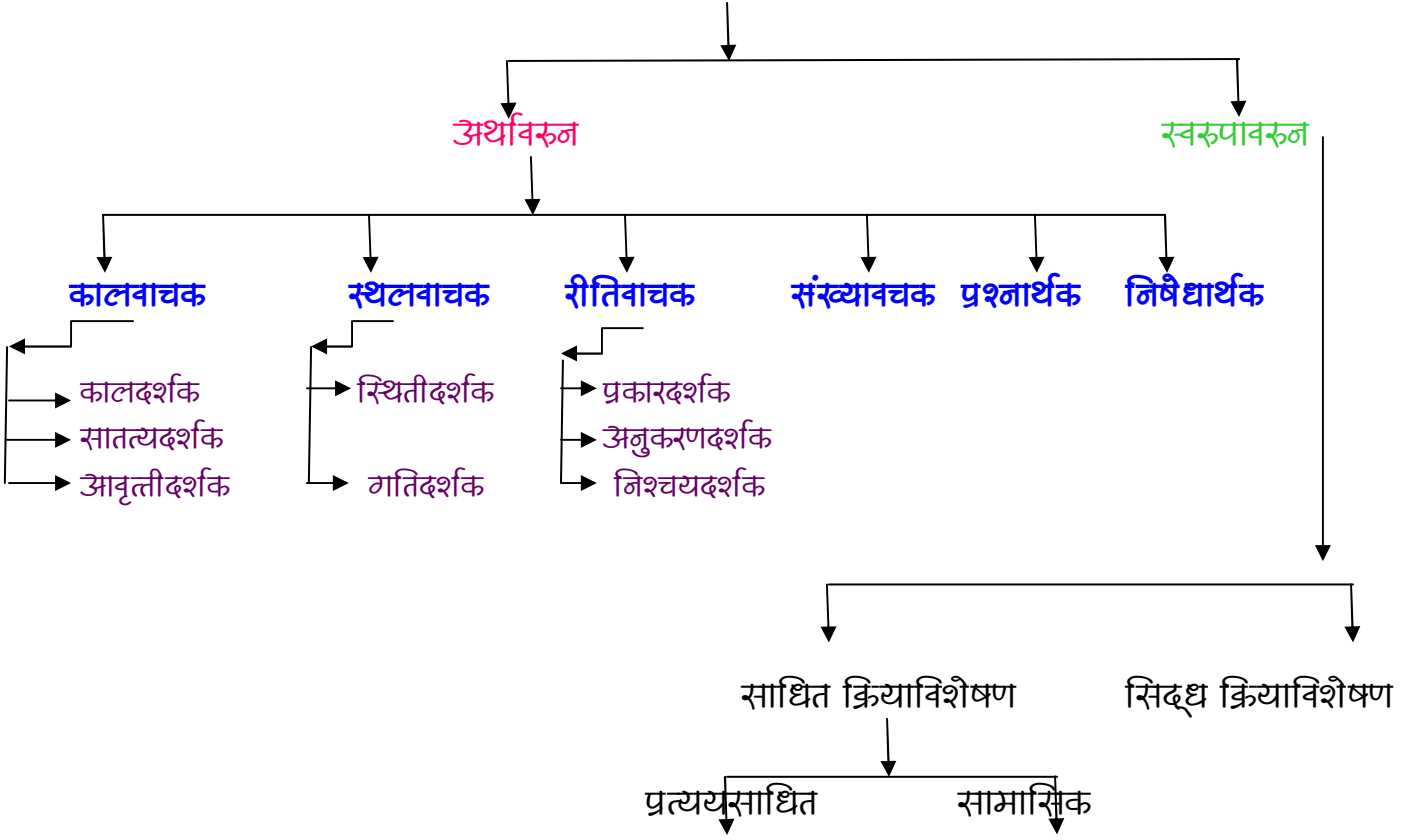 अर्थावरुन स्वरुपावरुन
कालवाचक स्थलवाचक रीतिवाचक संख्यावचक प्रश्नार्थक निषेधार्थक
कालदर्शक स्थितीदर्शक प्रकारदर्शक
सातत्यदर्शक अनुकरणदर्शक
आवृत्तीदर्शक गतिदर्शक निश्चयदर्शक
साधित क्रियाविशेषण सिद्ध क्रियाविशेषण
प्रत्ययसाधित सामासिक